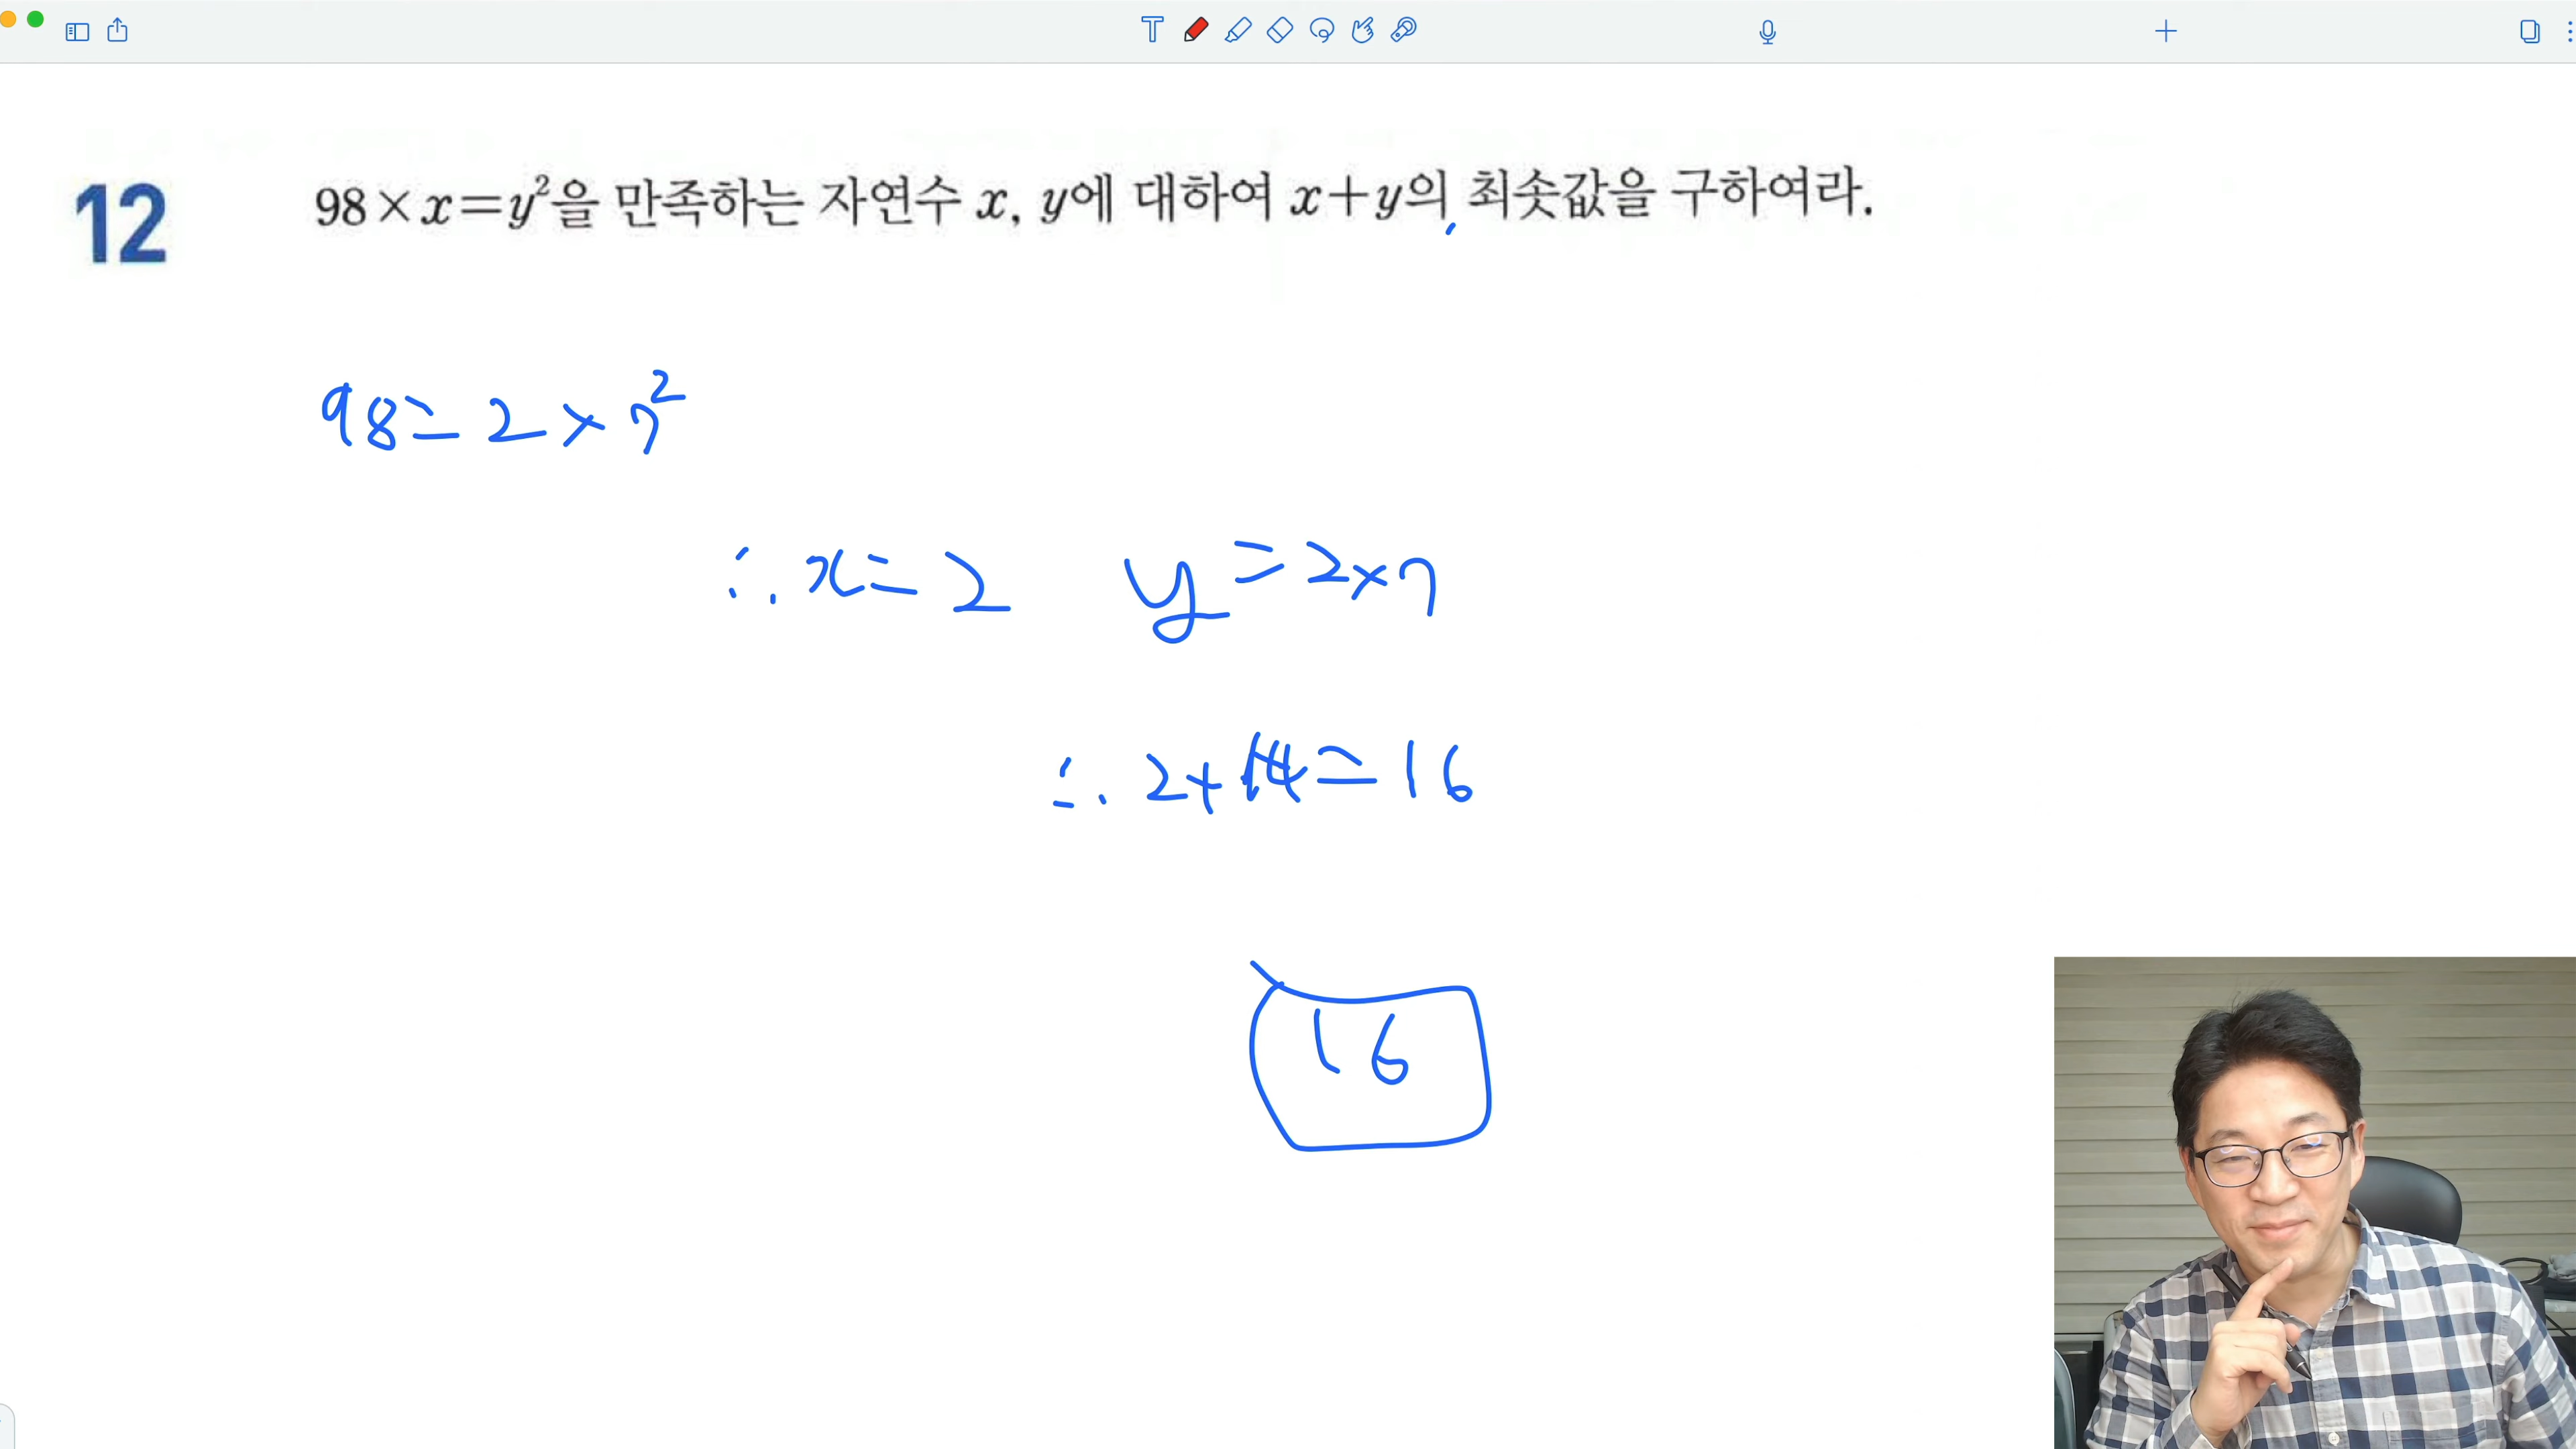 12 98×x=y²을 만족하는 자연수 x, y에 대하여 x+y의 최솟값을 구하여라.
98=2×7²
∴ x=2 y=2×7
∴ 2+14=16
16